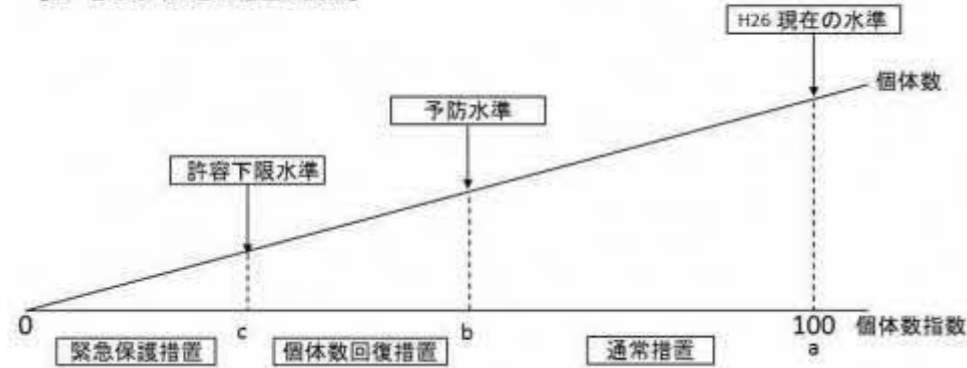 H26 現在の水準
個体数
予防水準
許容下限水準
0
c
b
100
個体数指数
a
緊急保護措置
個体数回復措置
通常措置